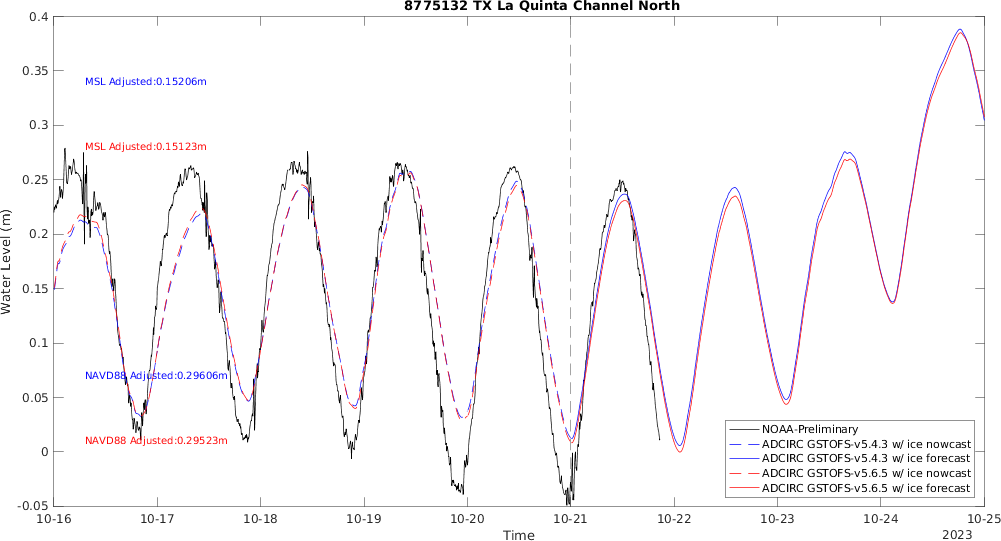 8775132 TX La Quinta Channel North
0.4
0.35
0.3
0.25
0.2
0.15
0.1
0.05
0
-0.05
Water Level (m)
MSL Adjusted:0.15206m
MSL Adjusted:0.15123m
NAVD88 Adjusted:0.29606m
NAVD88 Adjusted:0.29523m
NOAA-Preliminary
ADCIRC GSTOFS-v5.4.3 w/ ice nowcast
ADCIRC GSTOFS-v5.4.3 w/ ice forecast
ADCIRC GSTOFS-v5.6.5 w/ ice nowcast
ADCIRC GSTOFS-v5.6.5 w/ ice forecast
10-16 10-17 10-18 10-19 10-20 10-21 10-22 10-23 10-24 10-25
Time
2023